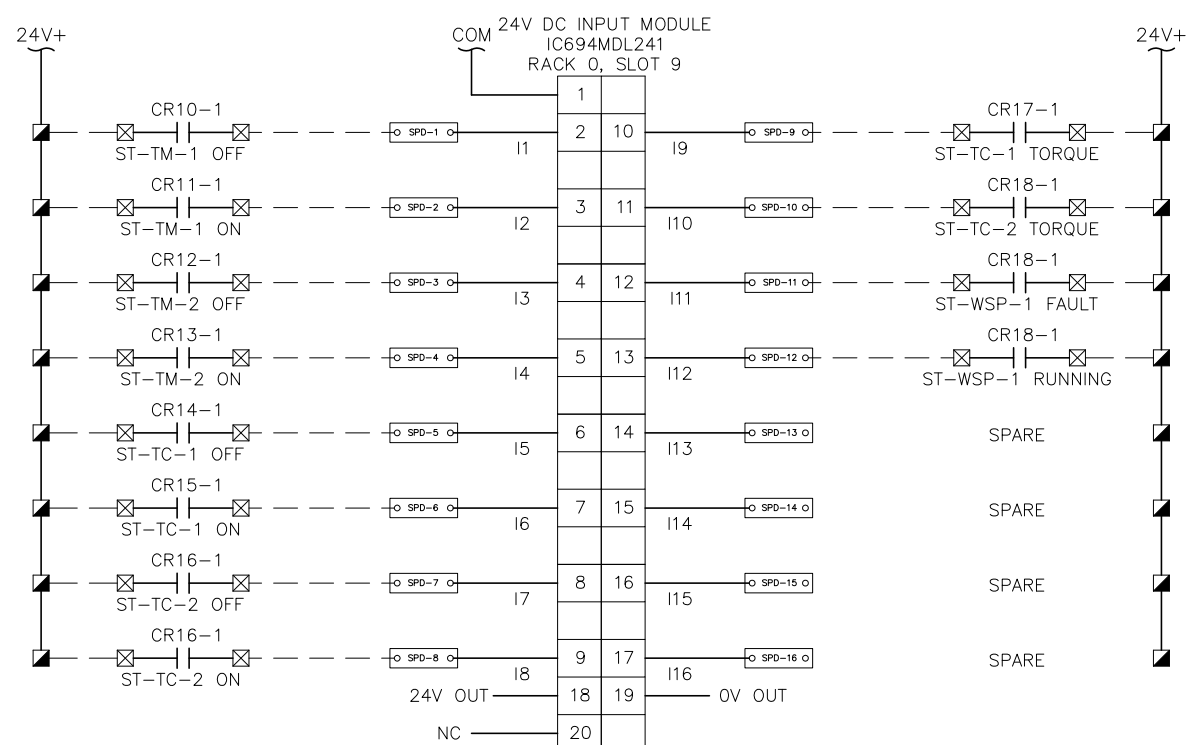 24V+
COM
24V DC INPUT MODULE
IC694MDL241
RACK 0, SLOT 9
24V+
1
CR10-1
SPD-1
I1
2
10
I9
SPD-9
CR17-1
ST-TM-1 OFF
ST-TC-1 TORQUE
CR11-1
SPD-2
I2
3
11
I10
SPD-10
CR18-1
ST-TM-1 ON
ST-TC-2 TORQUE
CR12-1
SPD-3
I3
4
12
I11
SPD-11
CR18-1
ST-TM-2 OFF
ST-WSP-1 FAULT
CR13-1
SPD-4
I4
5
13
I12
SPD-12
CR18-1
ST-TM-2 ON
ST-WSP-1 RUNNING
CR14-1
SPD-5
I5
6
14
I13
SPD-13
SPARE
ST-TC-1 OFF
CR15-1
SPD-6
I6
7
15
I14
SPD-14
SPARE
ST-TC-1 ON
CR16-1
SPD-7
I7
8
16
I15
SPD-15
SPARE
ST-TC-2 OFF
CR16-1
SPD-8
I8
9
17
I16
SPD-16
SPARE
ST-TC-2 ON
24V OUT
18
19
0V OUT
NC
20